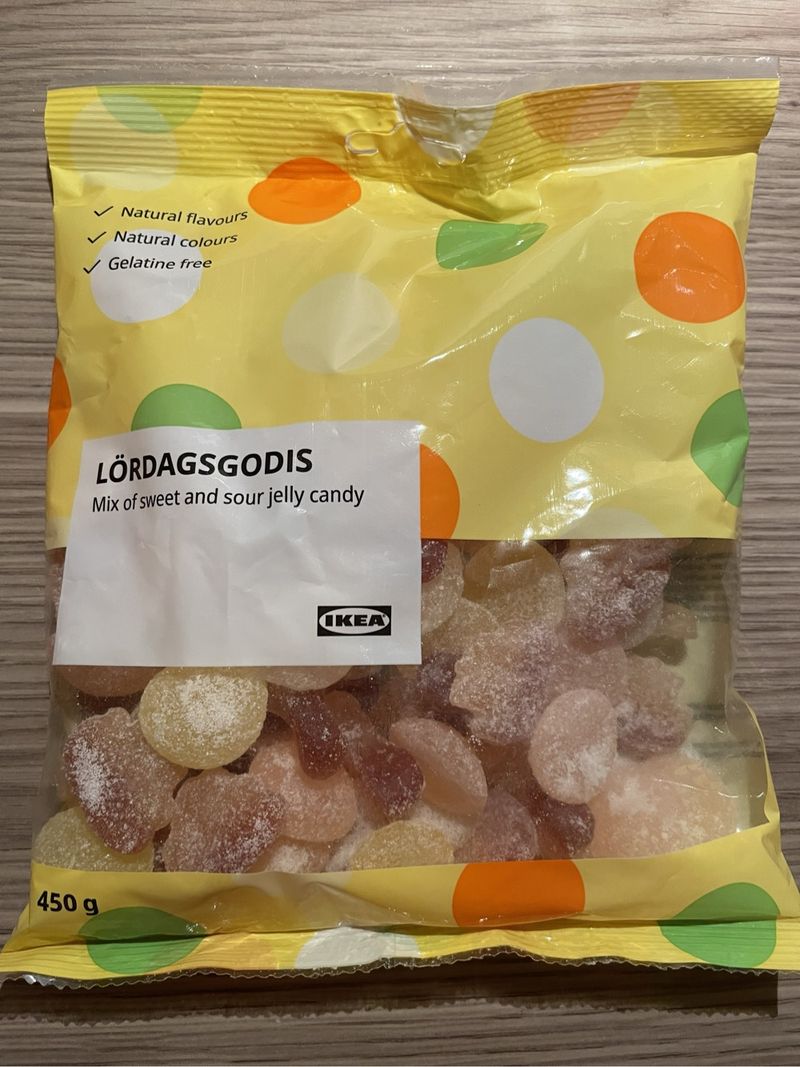 ✓ Natural flavours
✓ Natural colours
✓ Gelatine free
LÖRDAGSGODIS
Mix of sweet and sour jelly candy
IKEA®
450 g